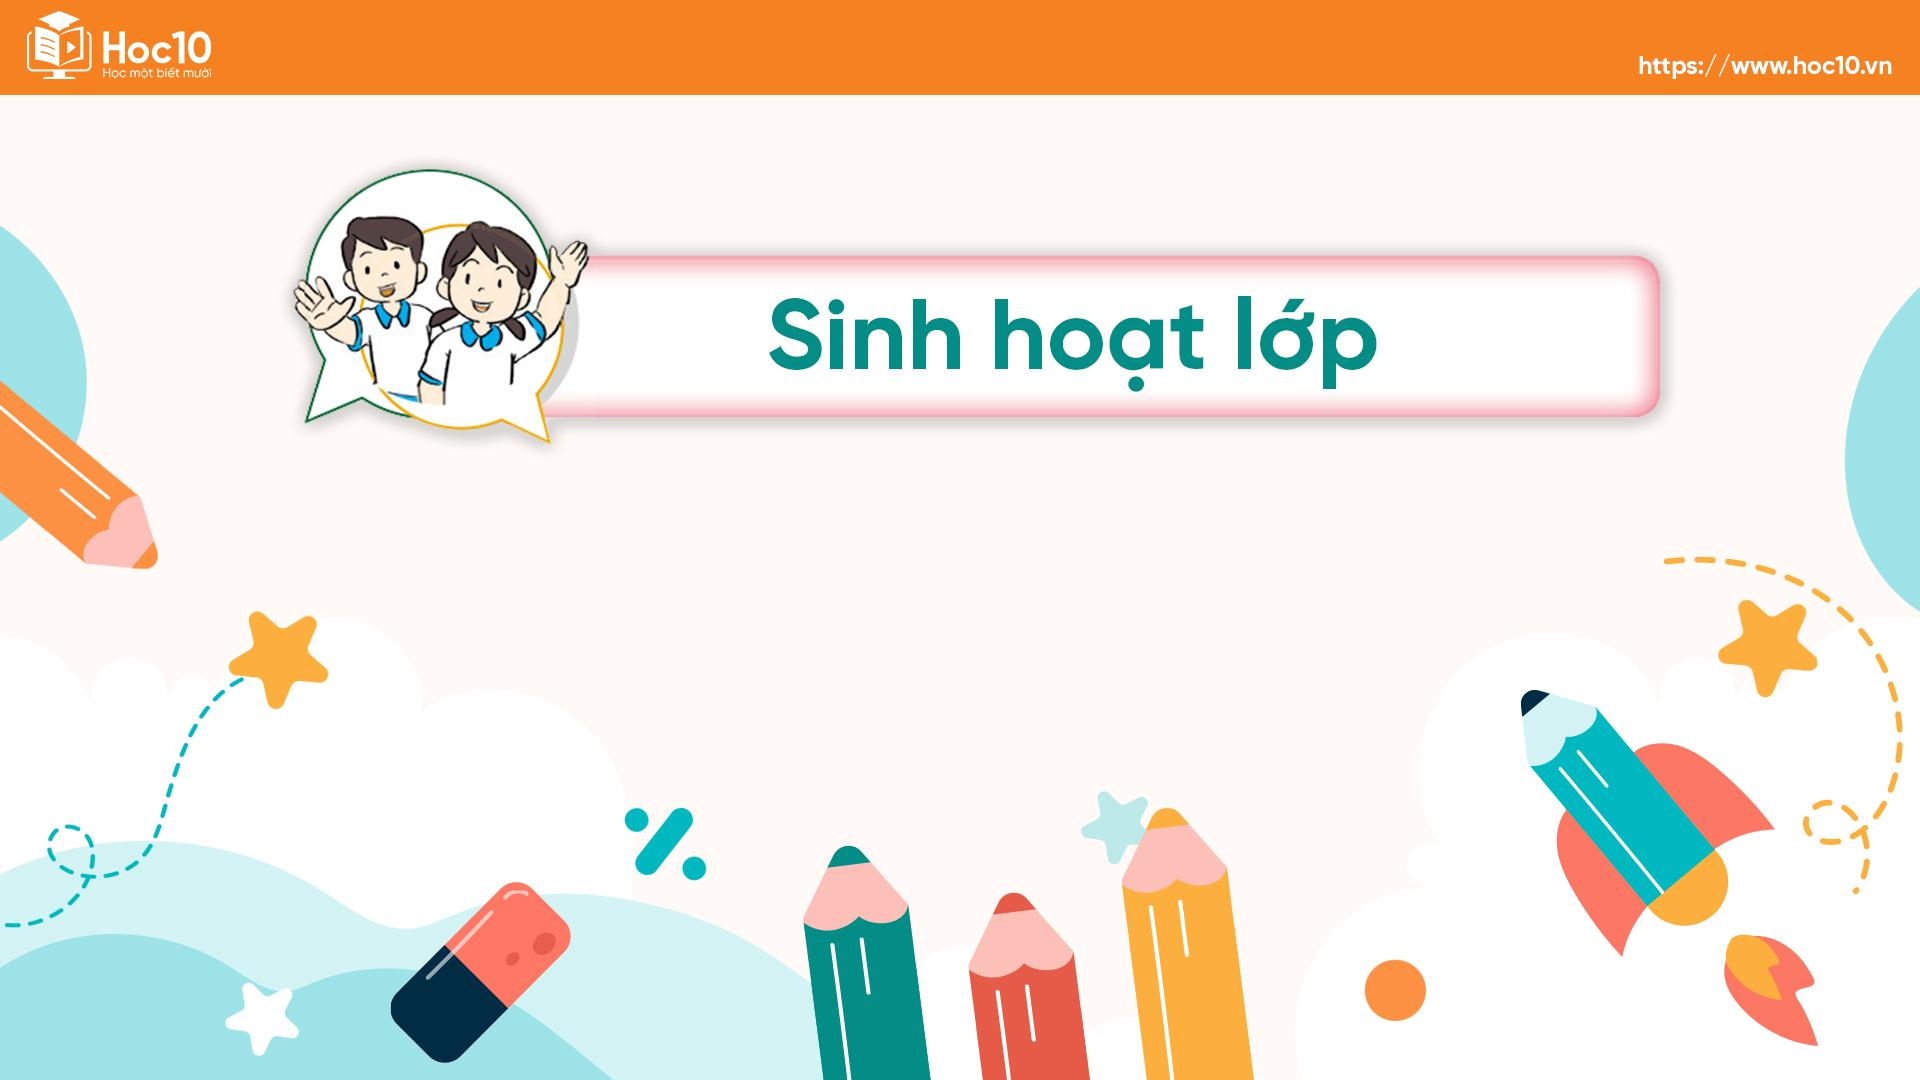 Hoc10
Học một biết mười
https://www.hoc10.vn
Sinh hoạt lớp